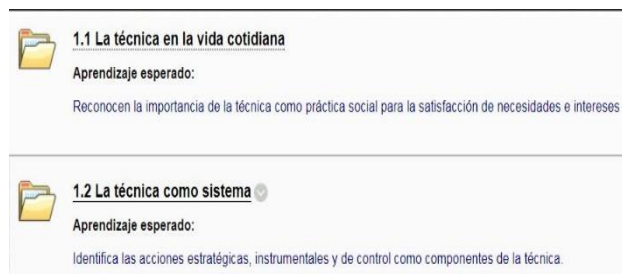 1.1 La técnica en la vida cotidiana
Aprendizaje esperado:
Reconocen la importancia de la técnica como práctica social para la satisfacción de necesidades e intereses
1.2 La técnica como sistema
Aprendizaje esperado:
Identifica las acciones estratégicas, instrumentales y de control como componentes de la técnica.